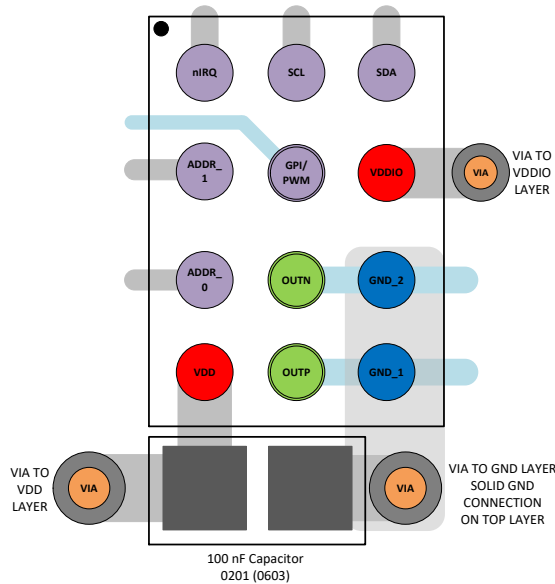 nIRQ
SCL
SDA
ADDR_
1
GPI/
PWM
VDDIO
VIA
VIA TO
VDDIO
LAYER
ADDR_
0
OUTN
GND_2
VDD
OUTP
GND_1
VIA TO
VDD
LAYER
VIA
VIA
VIA TO GND LAYER
SOLID GND
CONNECTION
ON TOP LAYER
100 nF Capacitor
0201 (0603)